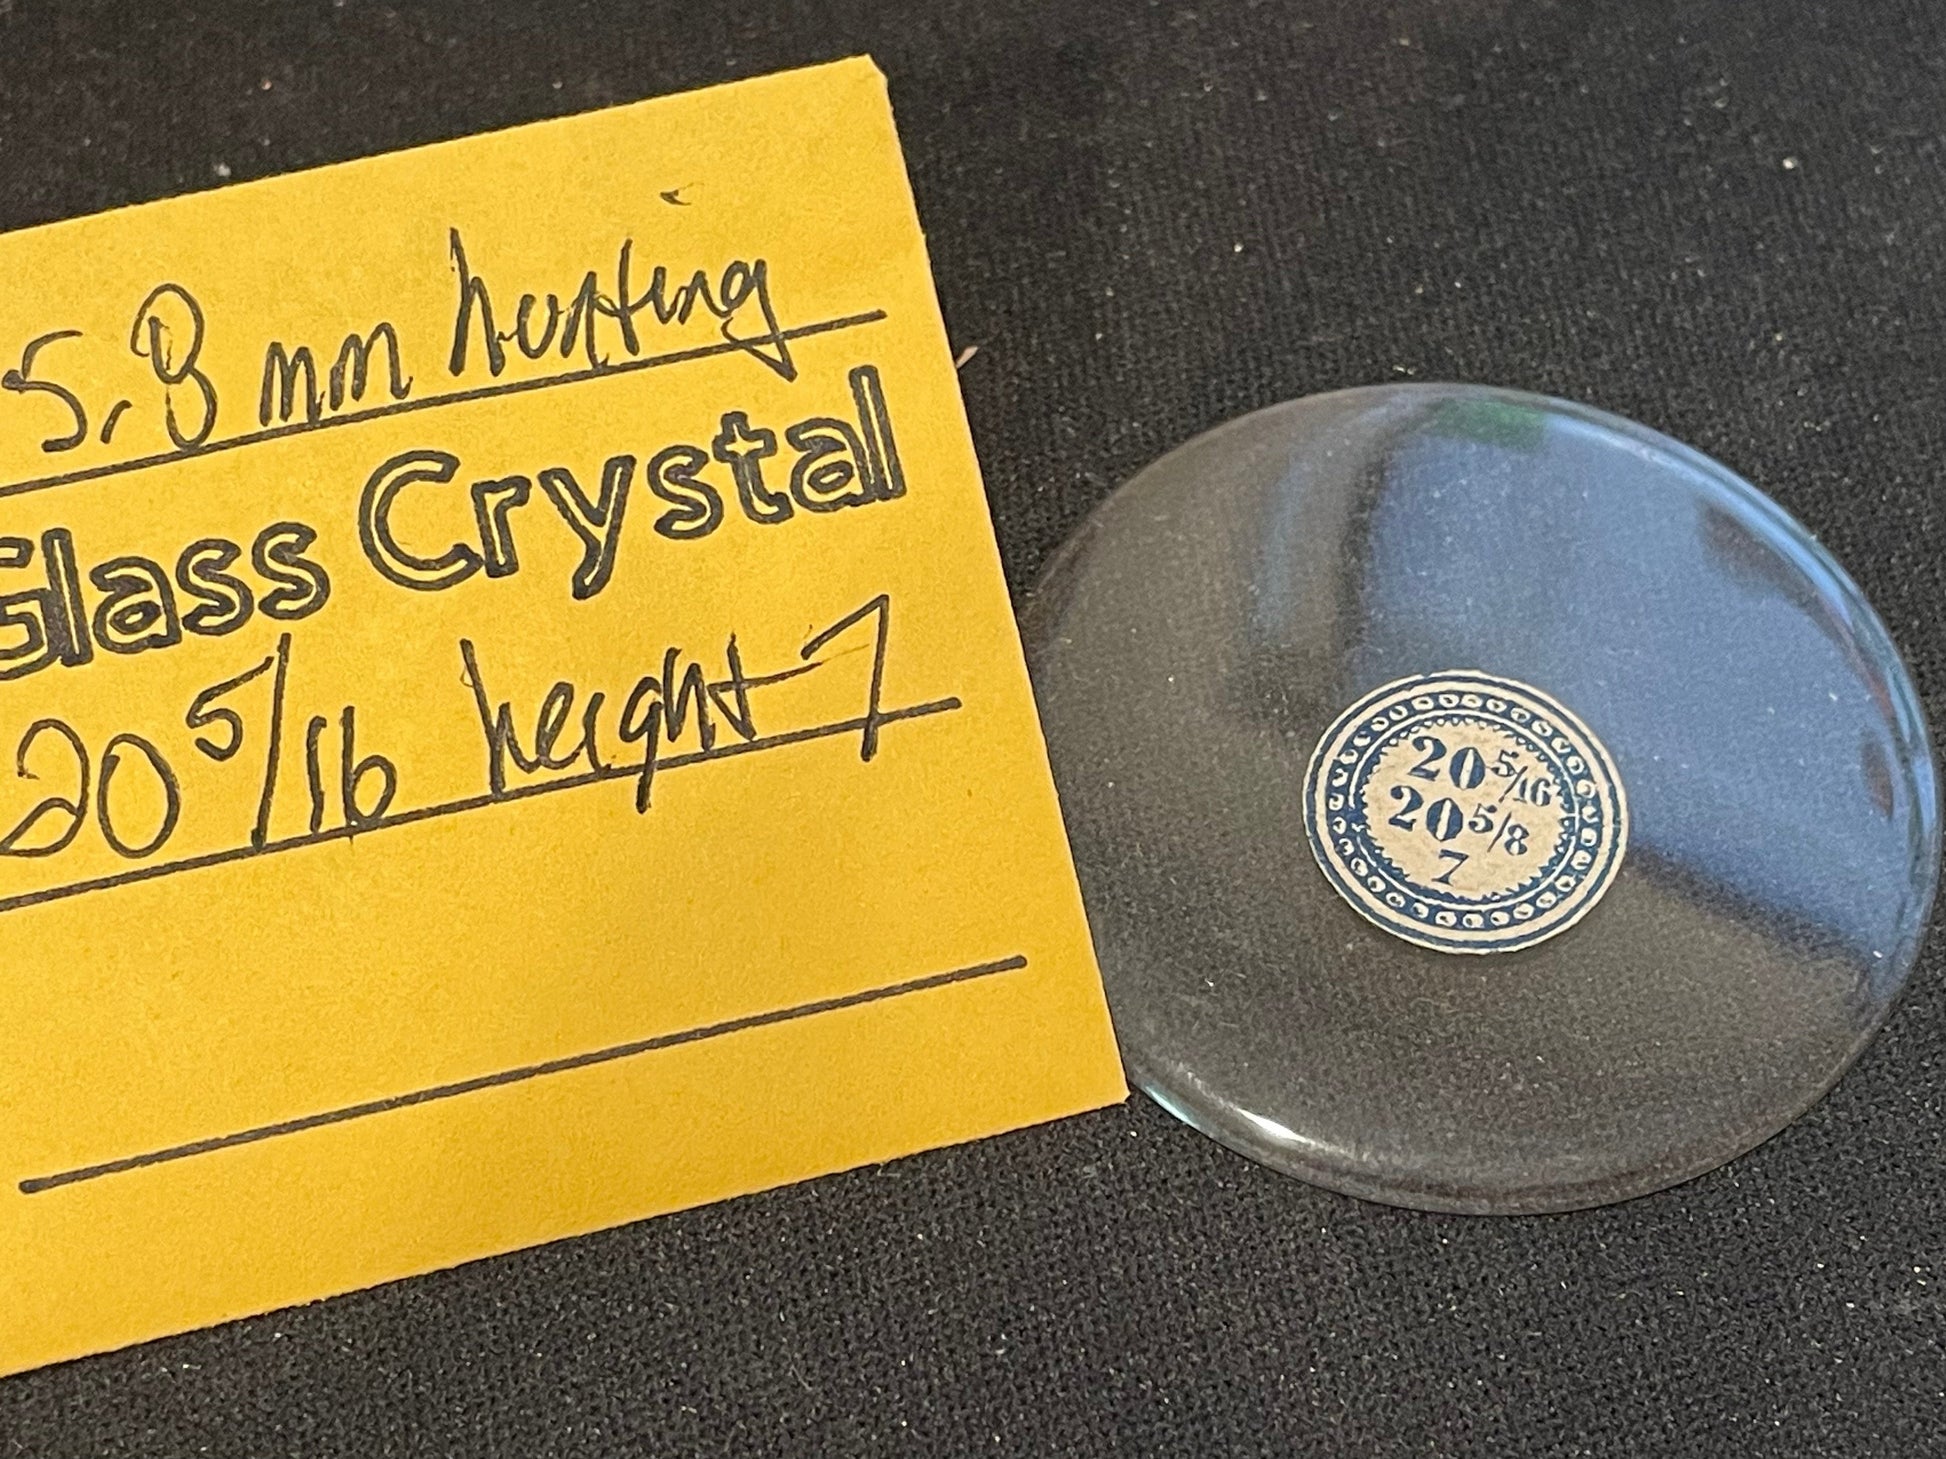 5.8 mm hunting
Glass Crystal
20 5/16 height 7
20 5/16
20 5/8
7